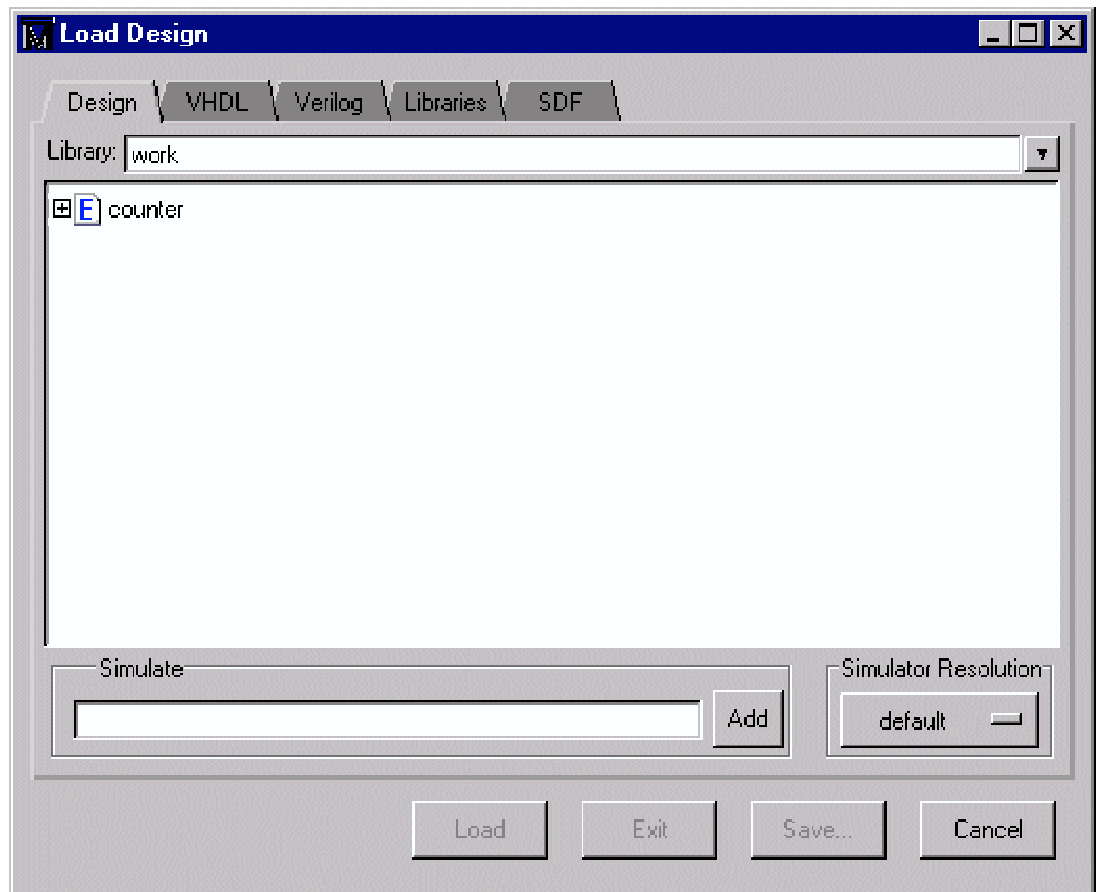 Load Design
Design VHDL Verilog Libraries SDF
Library: work
E counter
Simulate
Simulator Resolution
Add
default
Load Exit Save... Cancel